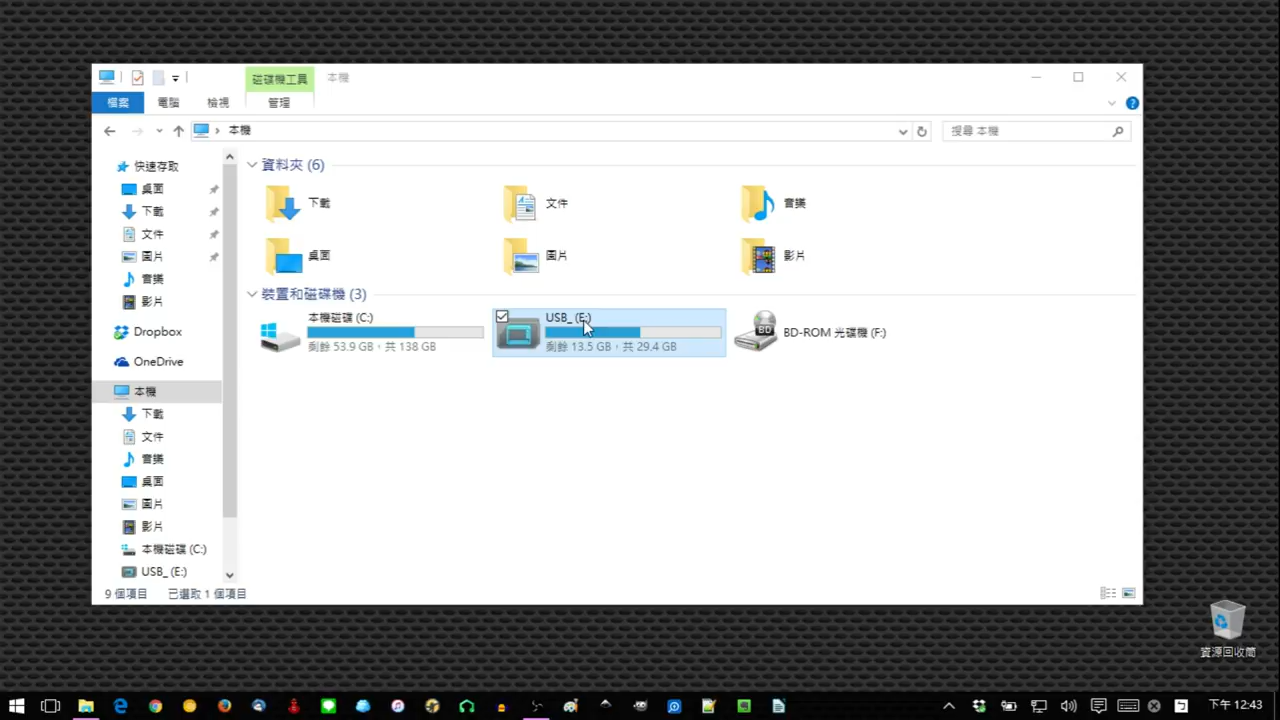 磁碟機工具 本機
檔案 電腦 檢視 管理
本機
搜尋 本機
快速存取
桌面
下載
文件
圖片
音樂
影片
Dropbox
OneDrive
本機
下載
文件
音樂
桌面
圖片
影片
本機磁碟 (C:)
USB_ (E:)
資料夾 (6)
下載 文件 音樂
桌面 圖片 影片
裝置和磁碟機 (3)
本機磁碟 (C:)
剩餘 53.9 GB，共 138 GB
USB_ (E:)
剩餘 13.5 GB，共 29.4 GB
BD
BD-ROM 光碟機 (F:)
9 個項目 已選取 1 個項目
資源回收筒
下午 12:43